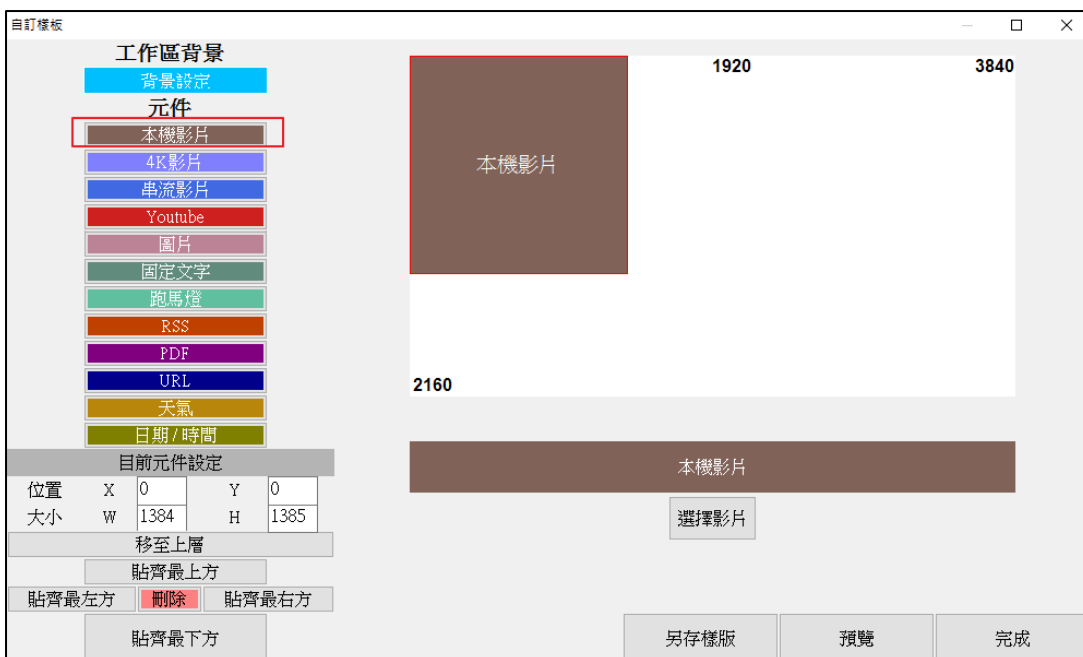 自訂樣板
工作區背景
背景設定
元件
本機影片
4K影片
串流影片
Youtube
圖片
固定文字
跑馬燈
RSS
PDF
URL
天氣
日期/時間
目前元件設定
位置 X 0 Y 0
大小 W 1384 H 1385
移至上層
貼齊最上方
貼齊最左方 刪除 貼齊最右方
貼齊最下方
1920 3840
本機影片
2160
本機影片
選擇影片
另存樣版 預覽 完成